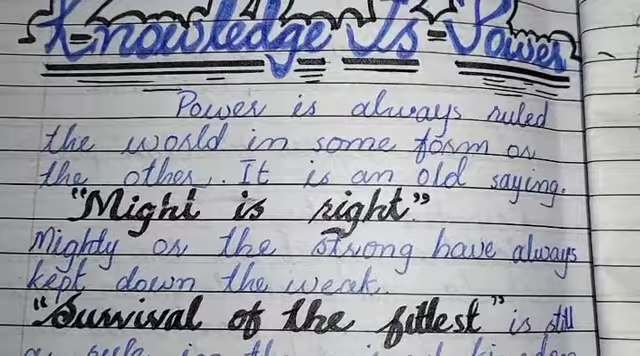 Knowledge Is Power
Power is always ruled
the world in some form or
the other. It is an old saying.
"Might is right"
Mighty or the strong have always
kept down the weak.
"Survival of the fittest" is still
a